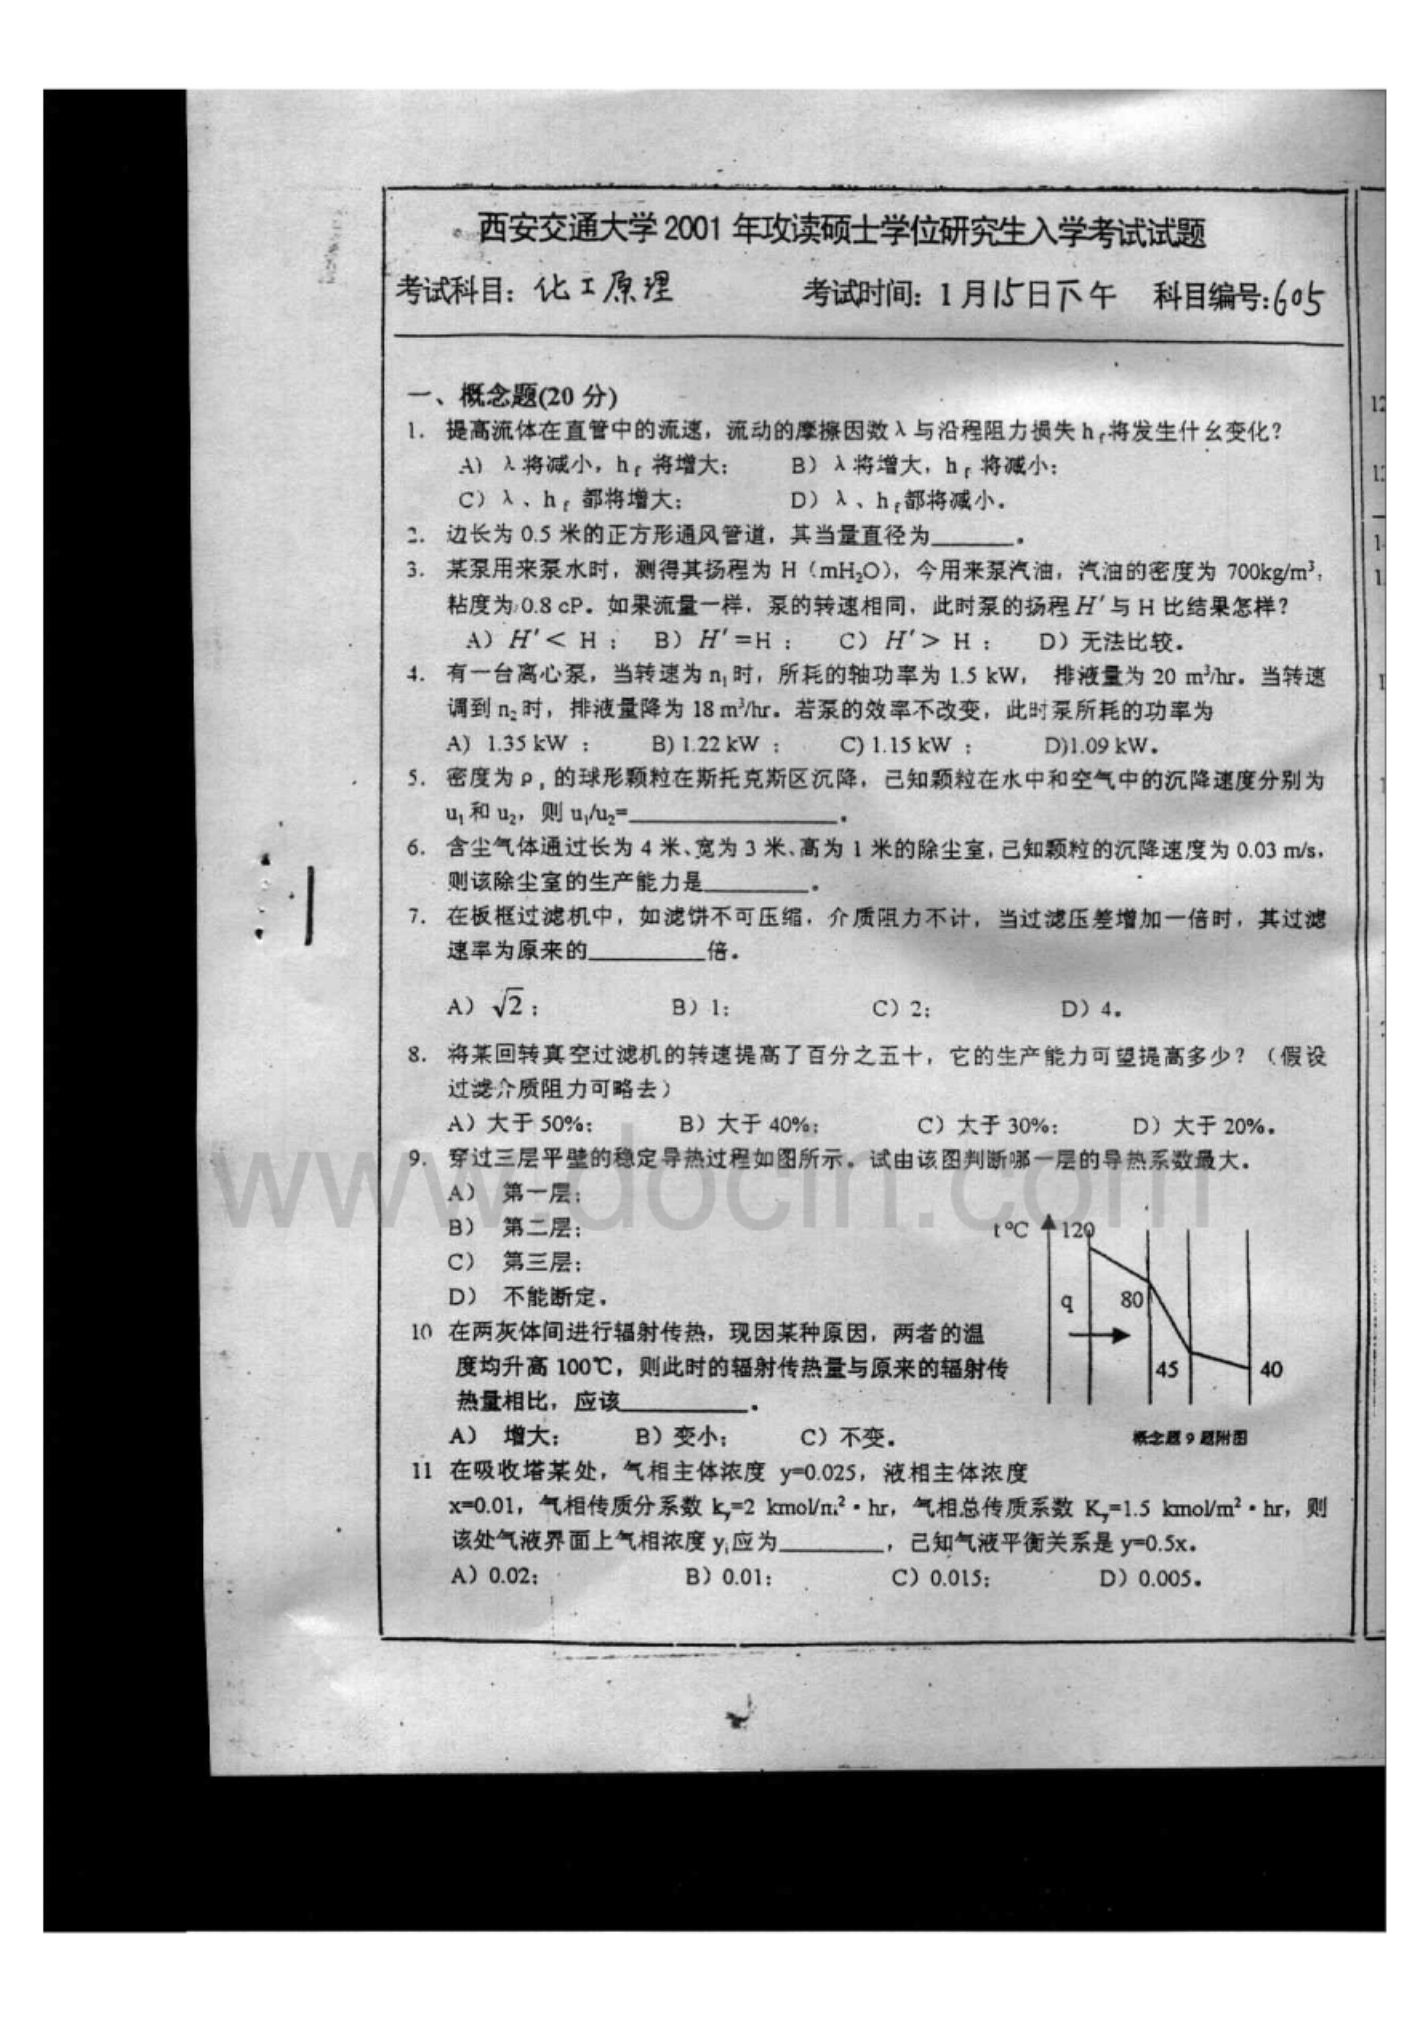 西安交通大学2001年攻读硕士学位研究生入学考试试题
考试科目：化工原理 考试时间：1月15日下午 科目编号:605
一、概念题(20分)
1. 提高流体在直管中的流速，流动的摩擦因数λ与沿程阻力损失hf将发生什么变化？
A) λ将减小，hf 将增大； B）λ将增大，hf 将减小；
C）λ、hf 都将增大； D）λ、hf都将减小。
2. 边长为0.5米的正方形通风管道，其当量直径为_______。
3. 某泵用来泵水时，测得其扬程为H（mH₂O），今用来泵汽油，汽油的密度为700kg/m³，
粘度为0.8 cP。如果流量一样，泵的转速相同，此时泵的扬程H′与H比结果怎样？
A）H′< H； B）H′=H； C）H′> H； D）无法比较。
4. 有一台离心泵，当转速为n₁时，所耗的轴功率为1.5 kW， 排液量为20 m³/hr。当转速
调到n₂时，排液量降为18 m³/hr。若泵的效率不改变，此时泵所耗的功率为
A) 1.35 kW ； B) 1.22 kW ； C) 1.15 kW ； D)1.09 kW。
5. 密度为ρs的球形颗粒在斯托克斯区沉降，已知颗粒在水中和空气中的沉降速度分别为
u₁和u₂，则u₁/u₂=__________________。
6. 含尘气体通过长为4米、宽为3米、高为1米的除尘室，已知颗粒的沉降速度为0.03 m/s，
则该除尘室的生产能力是_________。
7. 在板框过滤机中，如滤饼不可压缩，介质阻力不计，当过滤压差增加一倍时，其过滤
速率为原来的__________倍。
A）√2； B）1； C）2； D）4。
8. 将某回转真空过滤机的转速提高了百分之五十，它的生产能力可望提高多少？（假设
过滤介质阻力可略去）
A）大于50%； B）大于40%； C）大于30%； D）大于20%。
9. 穿过三层平壁的稳定导热过程如图所示。试由该图判断哪一层的导热系数最大。
A） 第一层；
B） 第二层；
C） 第三层；
D） 不能断定。
t℃ 120
q 80
45 40
概念题9题附图
10 在两灰体间进行辐射传热，现因某种原因，两者的温
度均升高100℃，则此时的辐射传热量与原来的辐射传
热量相比，应该___________。
A） 增大； B）变小； C）不变。
11 在吸收塔某处，气相主体浓度 y=0.025，液相主体浓度
x=0.01，气相传质分系数 ky=2 kmol/m²·hr，气相总传质系数 Ky=1.5 kmol/m²·hr，则
该处气液界面上气相浓度yᵢ应为_________，已知气液平衡关系是y=0.5x。
A）0.02； B）0.01； C）0.015； D）0.005。
www.docin.com